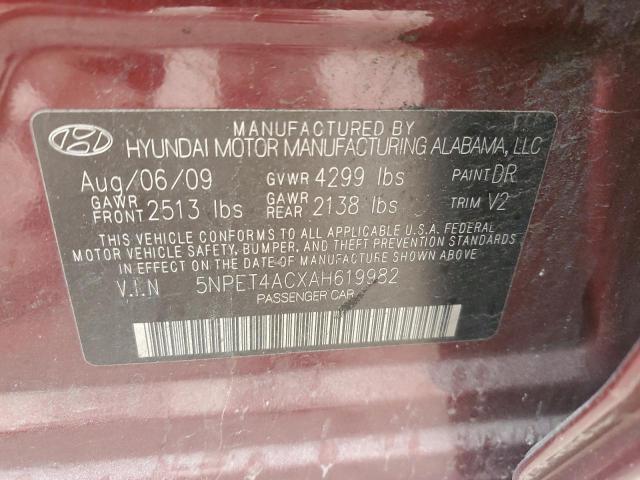 MANUFACTURED BY
HYUNDAI MOTOR MANUFACTURING ALABAMA, LLC
Aug/06/09 GVWR 4299 lbs PAINT DR
GAWR FRONT 2513 lbs GAWR REAR 2138 lbs TRIM V2
THIS VEHICLE CONFORMS TO ALL APPLICABLE U.S.A. FEDERAL
MOTOR VEHICLE SAFETY, BUMPER, AND THEFT PREVENTION STANDARDS
IN EFFECT ON THE DATE OF MANUFACTURE SHOWN ABOVE.
V.I.N 5NPET4ACXAH619982
PASSENGER CAR